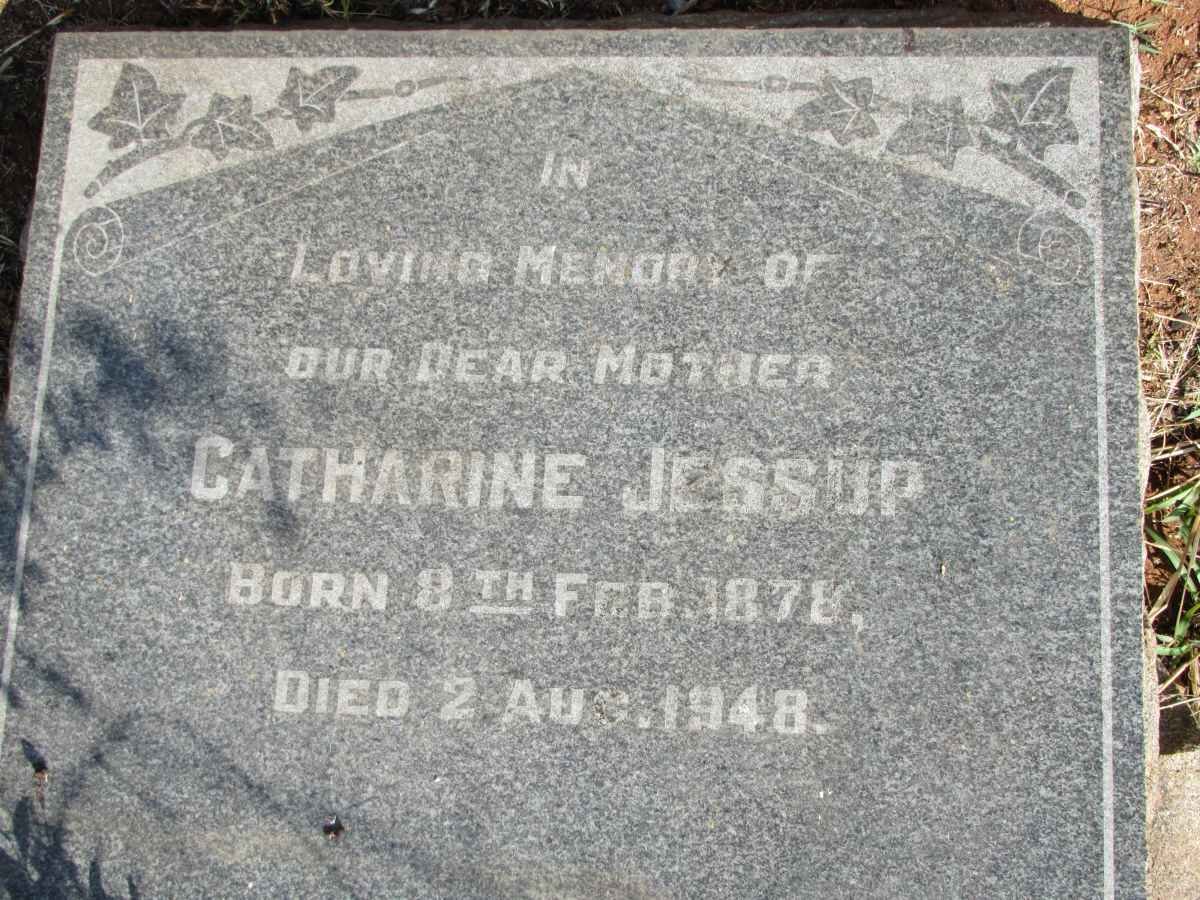 IN
LOVING MEMORY OF
OUR DEAR MOTHER
CATHARINE JESSUP
BORN 8TH FEB. 1878,
DIED 2 AUG. 1948.